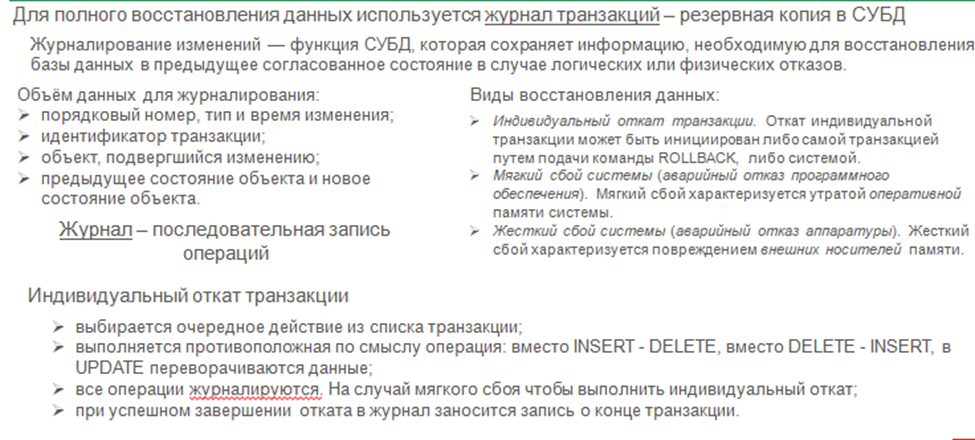 Для полного восстановления данных используется журнал транзакций – резервная копия в СУБД
Журналирование изменений — функция СУБД, которая сохраняет информацию, необходимую для восстановления
базы данных в предыдущее согласованное состояние в случае логических или физических отказов.
Объём данных для журналирования:
➢ порядковый номер, тип и время изменения;
➢ идентификатор транзакции;
➢ объект, подвергшийся изменению;
➢ предыдущее состояние объекта и новое
состояние объекта.
Журнал – последовательная запись
операций
Виды восстановления данных:
➢ Индивидуальный откат транзакции. Откат индивидуальной
транзакции может быть инициирован либо самой транзакцией
путем подачи команды ROLLBACK, либо системой.
➢ Мягкий сбой системы (аварийный отказ программного
обеспечения). Мягкий сбой характеризуется утратой оперативной
памяти системы.
➢ Жесткий сбой системы (аварийный отказ аппаратуры). Жесткий
сбой характеризуется повреждением внешних носителей памяти.
Индивидуальный откат транзакции
➢ выбирается очередное действие из списка транзакции;
➢ выполняется противоположная по смыслу операция: вместо INSERT - DELETE, вместо DELETE - INSERT, в
UPDATE переворачиваются данные;
➢ все операции журналируются. На случай мягкого сбоя чтобы выполнить индивидуальный откат;
➢ при успешном завершении отката в журнал заносится запись о конце транзакции.